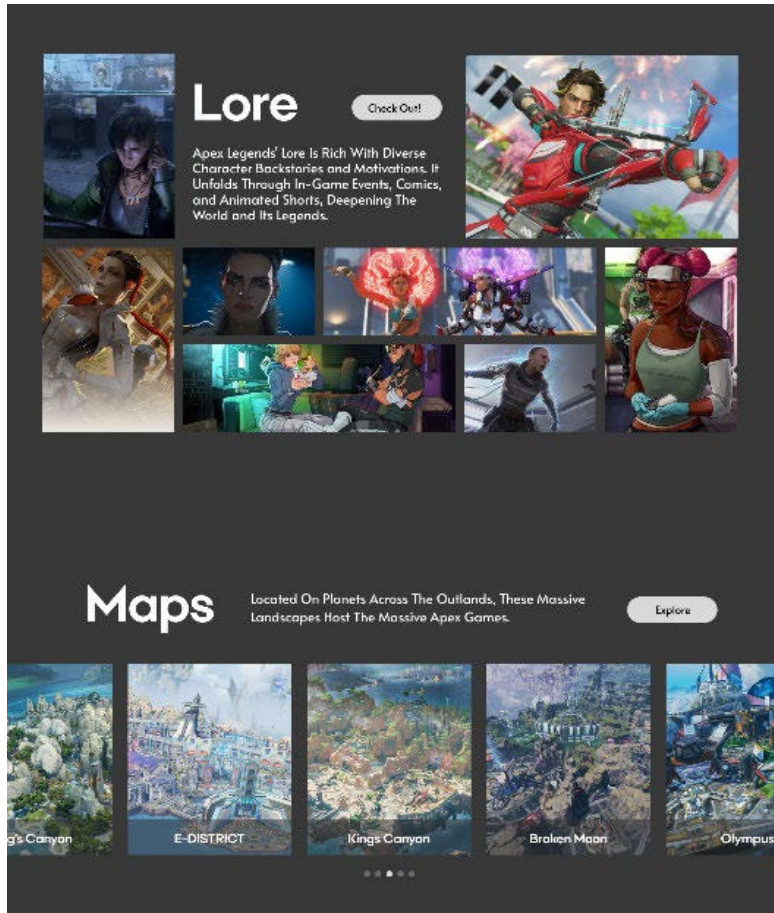 Lore
Check Out!
Apex Legends' Lore Is Rich With Diverse
Character Backstories and Motivations. It
Unfolds Through In-Game Events, Comics,
and Animated Shorts, Deepening The
World and Its Legends.
Maps
Located On Planets Across The Outlands, These Massive
Landscapes Host The Massive Apex Games.
Explore
g's Canyon
E-DISTRICT
Kings Canyon
Broken Moon
Olympus